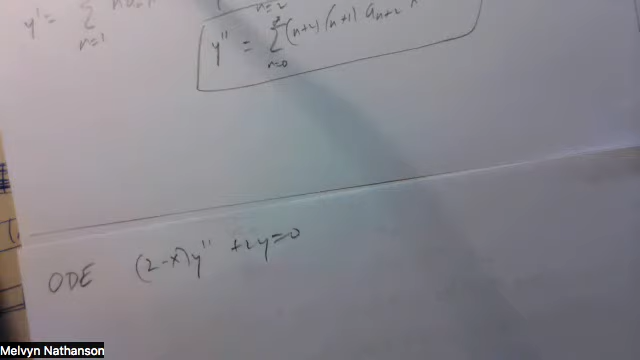 y' = Σ
n=1
n=2
y'' = Σ (n+2)(n+1) a_{n+2} x
n=0
ODE (2-x)y'' + 2y = 0
Melvyn Nathanson